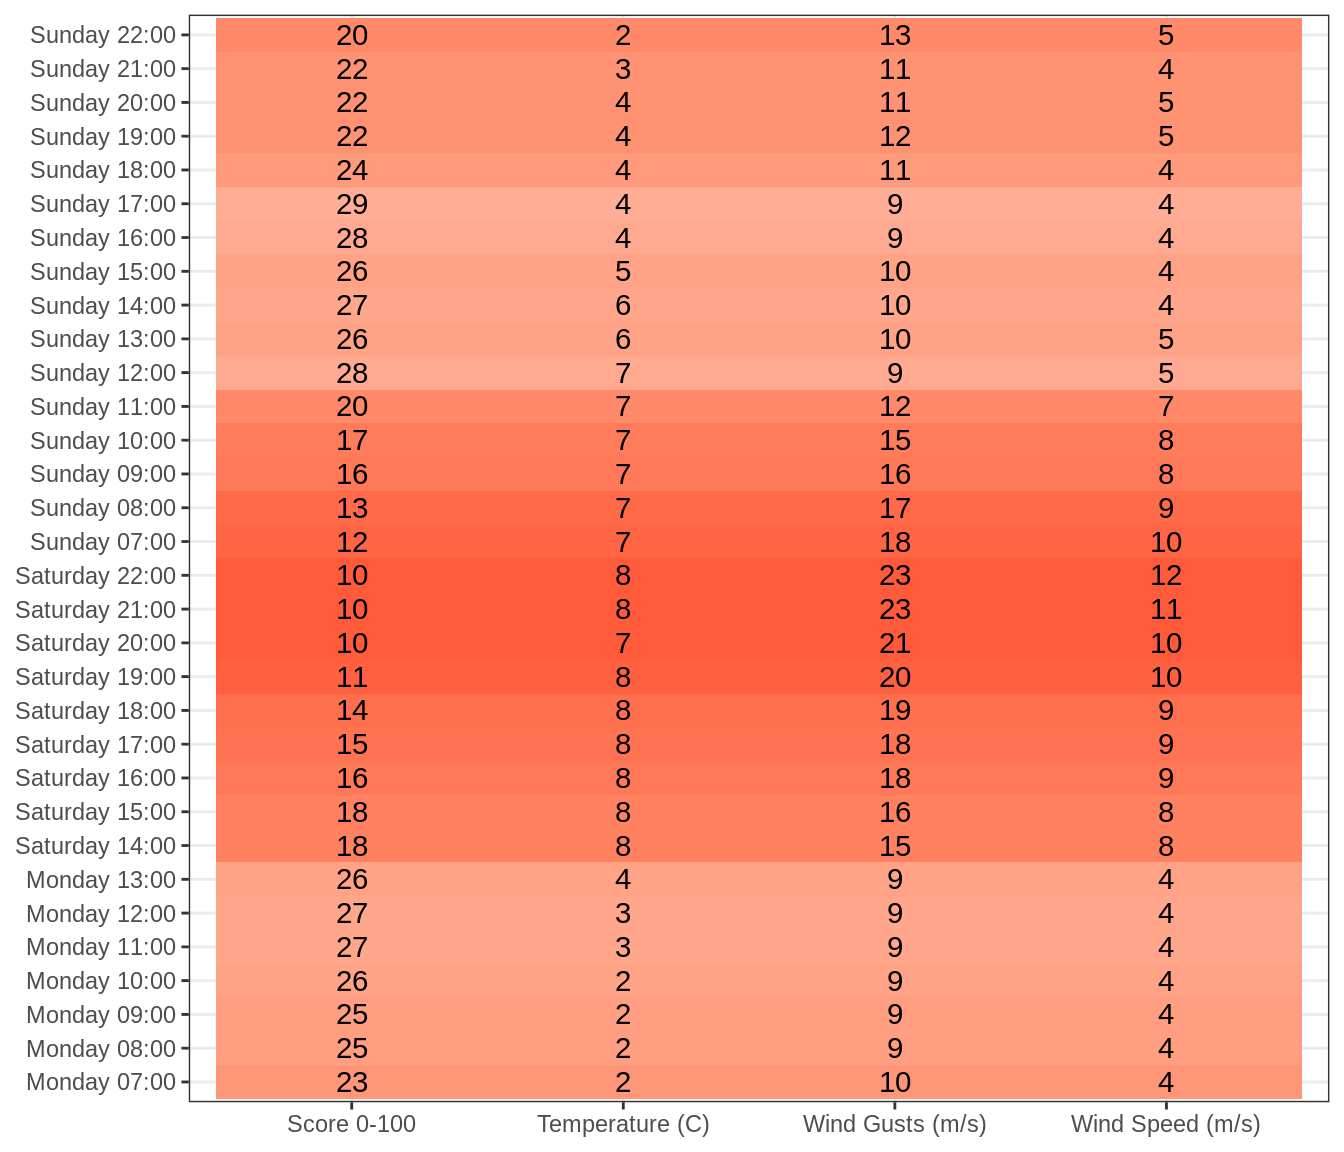 Sunday 22:00 20 2 13 5
Sunday 21:00 22 3 11 4
Sunday 20:00 22 4 11 5
Sunday 19:00 22 4 12 5
Sunday 18:00 24 4 11 4
Sunday 17:00 29 4 9 4
Sunday 16:00 28 4 9 4
Sunday 15:00 26 5 10 4
Sunday 14:00 27 6 10 4
Sunday 13:00 26 6 10 5
Sunday 12:00 28 7 9 5
Sunday 11:00 20 7 12 7
Sunday 10:00 17 7 15 8
Sunday 09:00 16 7 16 8
Sunday 08:00 13 7 17 9
Sunday 07:00 12 7 18 10
Saturday 22:00 10 8 23 12
Saturday 21:00 10 8 23 11
Saturday 20:00 10 7 21 10
Saturday 19:00 11 8 20 10
Saturday 18:00 14 8 19 9
Saturday 17:00 15 8 18 9
Saturday 16:00 16 8 18 9
Saturday 15:00 18 8 16 8
Saturday 14:00 18 8 15 8
Monday 13:00 26 4 9 4
Monday 12:00 27 3 9 4
Monday 11:00 27 3 9 4
Monday 10:00 26 2 9 4
Monday 09:00 25 2 9 4
Monday 08:00 25 2 9 4
Monday 07:00 23 2 10 4
Score 0-100 Temperature (C) Wind Gusts (m/s) Wind Speed (m/s)